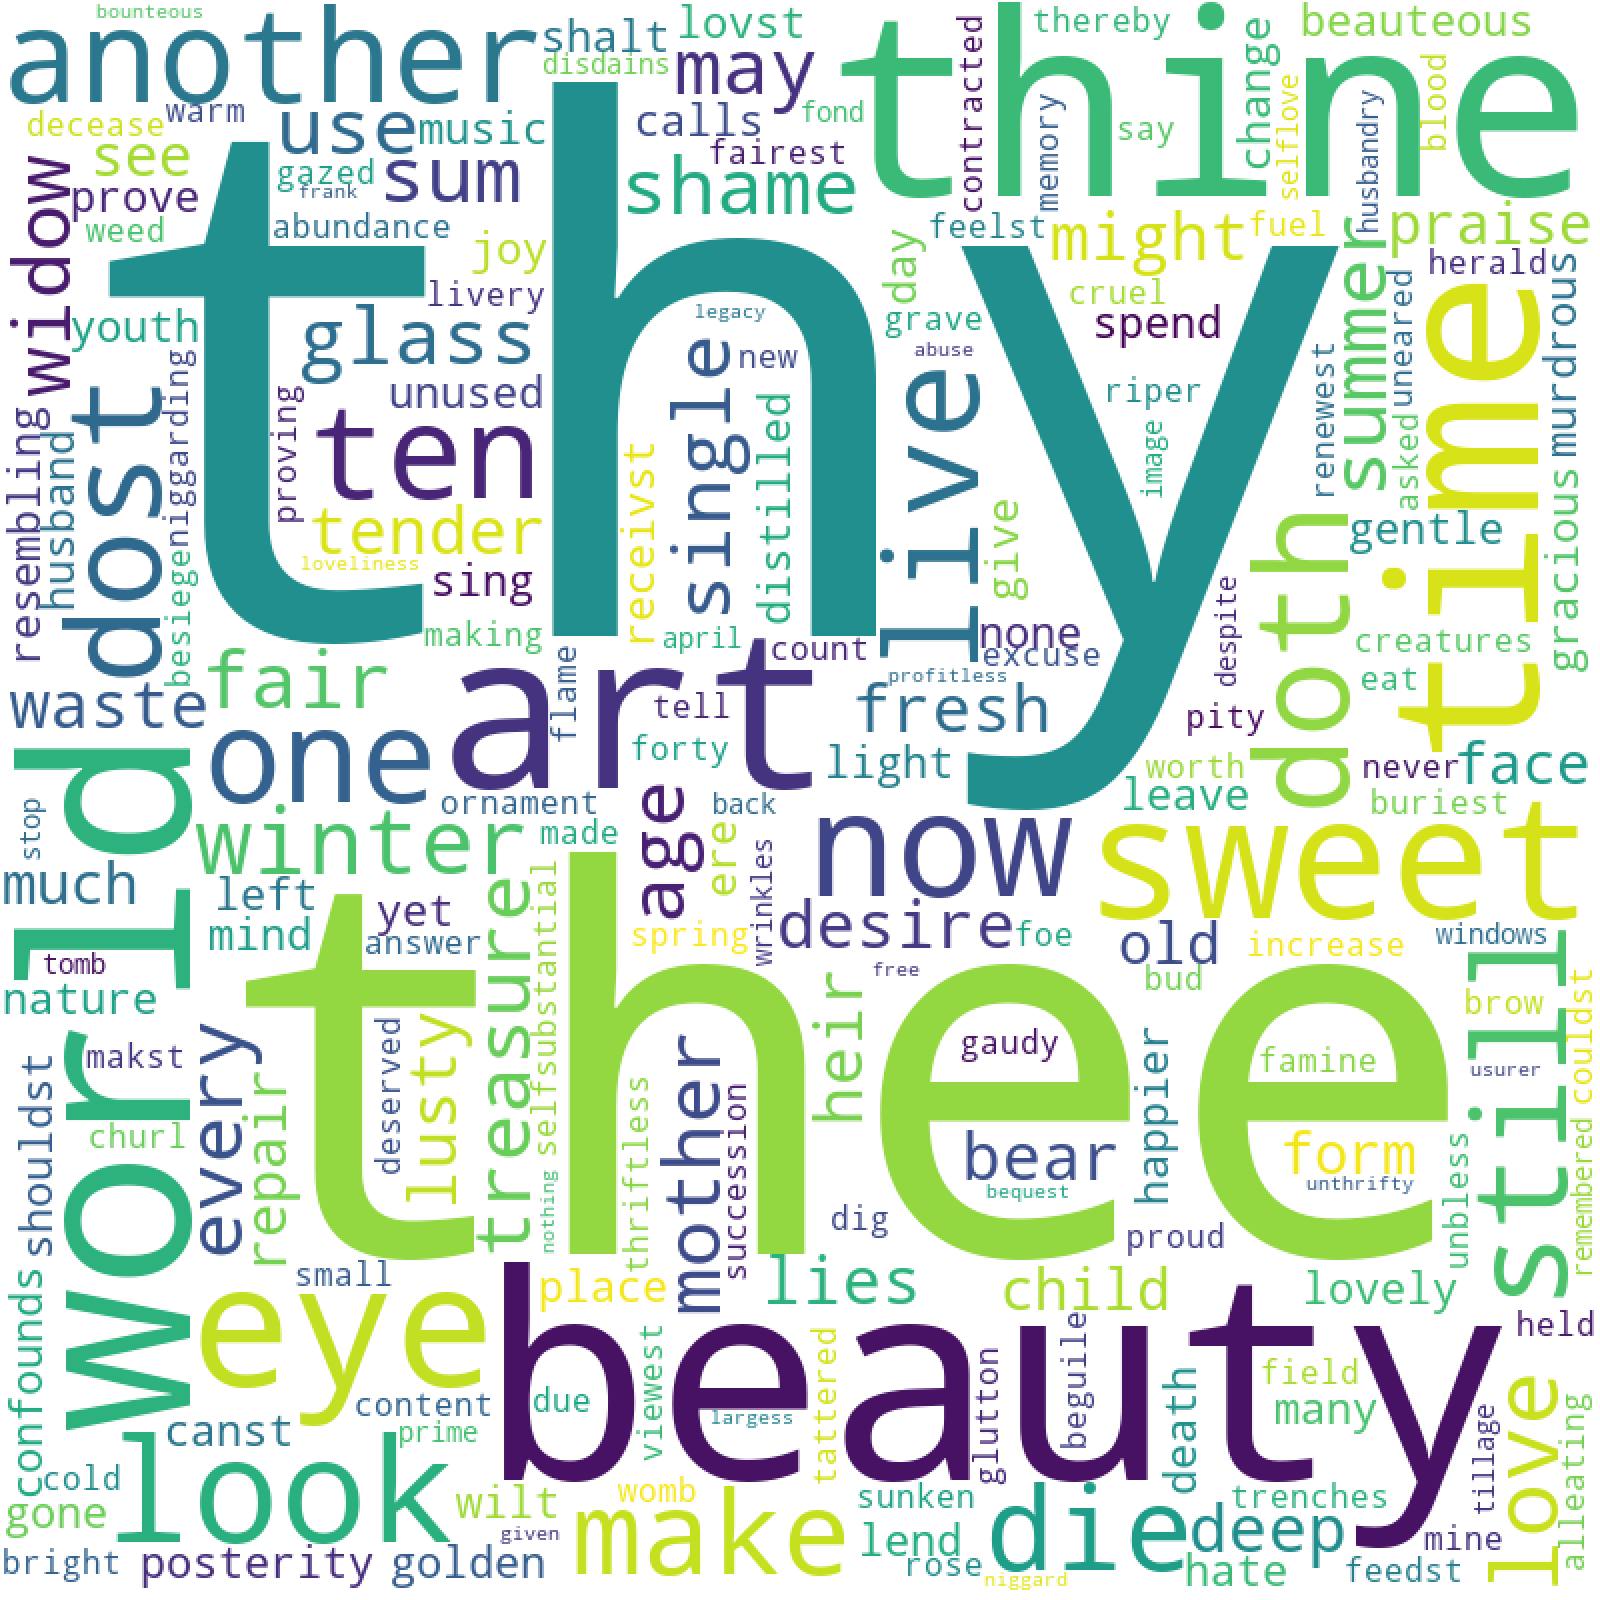 bounteous
another
shalt
lovst
disdains
may
thine
thereby
beauteous
contracted
change
decease
warm
use
music
calls
fond
say
memory
selflove
husbandry
blood
see
gazed
sum
fairest
shame
prove
frank
widow
weed
abundance
joy
feelst
might
fuel
praise
thy
livery
day
cruel
herald
youth
glass
legacy
grave
spend
summer
uneared
time
murdrous
new
abuse
single
live
renewest
niggarding
unused
riper
dost
proving
ten
distilled
image
asked
resembling
husband
receivst
tender
give
gentle
gracious
loveliness
sing
doth
besiege
making
april
count
none
excuse
despite
creatures
fair
flame
art
profitless
eat
waste
tell
fresh
pity
one
forty
light
worth
never
face
ornament
age
back
leave
buriest
stop
winter
made
ere
now
sweet
much
left
yet
wrinkles
mind
answer
spring
desire
foe
old
increase
windows
tomb
free
bud
nature
world
thee
treasure
selfsubstantial
heir
still
brow
makst
every
deserved
lusty
mother
gaudy
happier
famine
usurer
couldst
shouldst
repair
thriftless
succession
churl
bear
form
unbless
nothing
bequest
unthrifty
remembered
dig
proud
small
place
lies
child
lovely
confounds
eye
beauty
held
content
due
viewest
largess
tattered
glutton
beguile
death
field
many
love
canst
prime
tillage
alleating
cold
look
womb
sunken
trenches
gone
wilt
given
make
lend
die
deep
mine
bright
posterity
golden
rose
niggard
hate
feedst